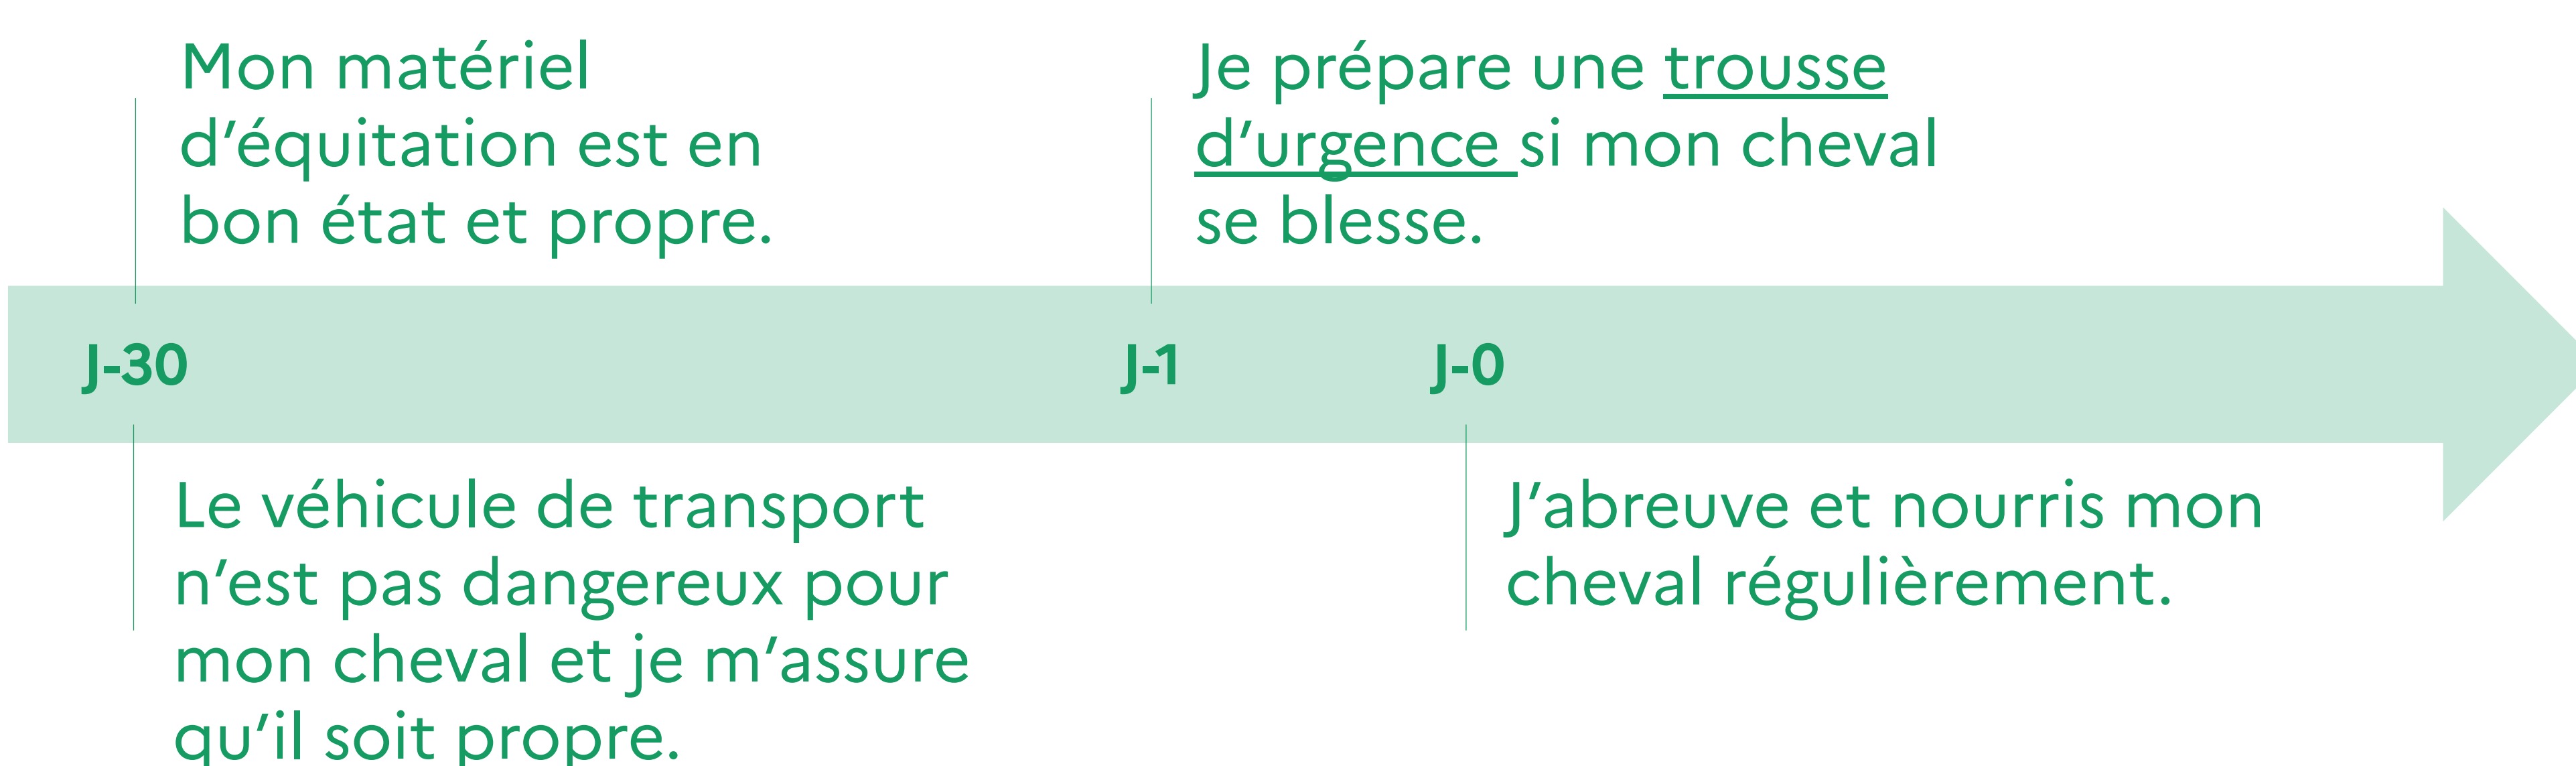 Mon matériel
d’équitation est en
bon état et propre.
Je prépare une trousse
d’urgence si mon cheval
se blesse.
J-30
J-1
J-0
Le véhicule de transport
n’est pas dangereux pour
mon cheval et je m’assure
qu’il soit propre.
J’abreuve et nourris mon
cheval régulièrement.